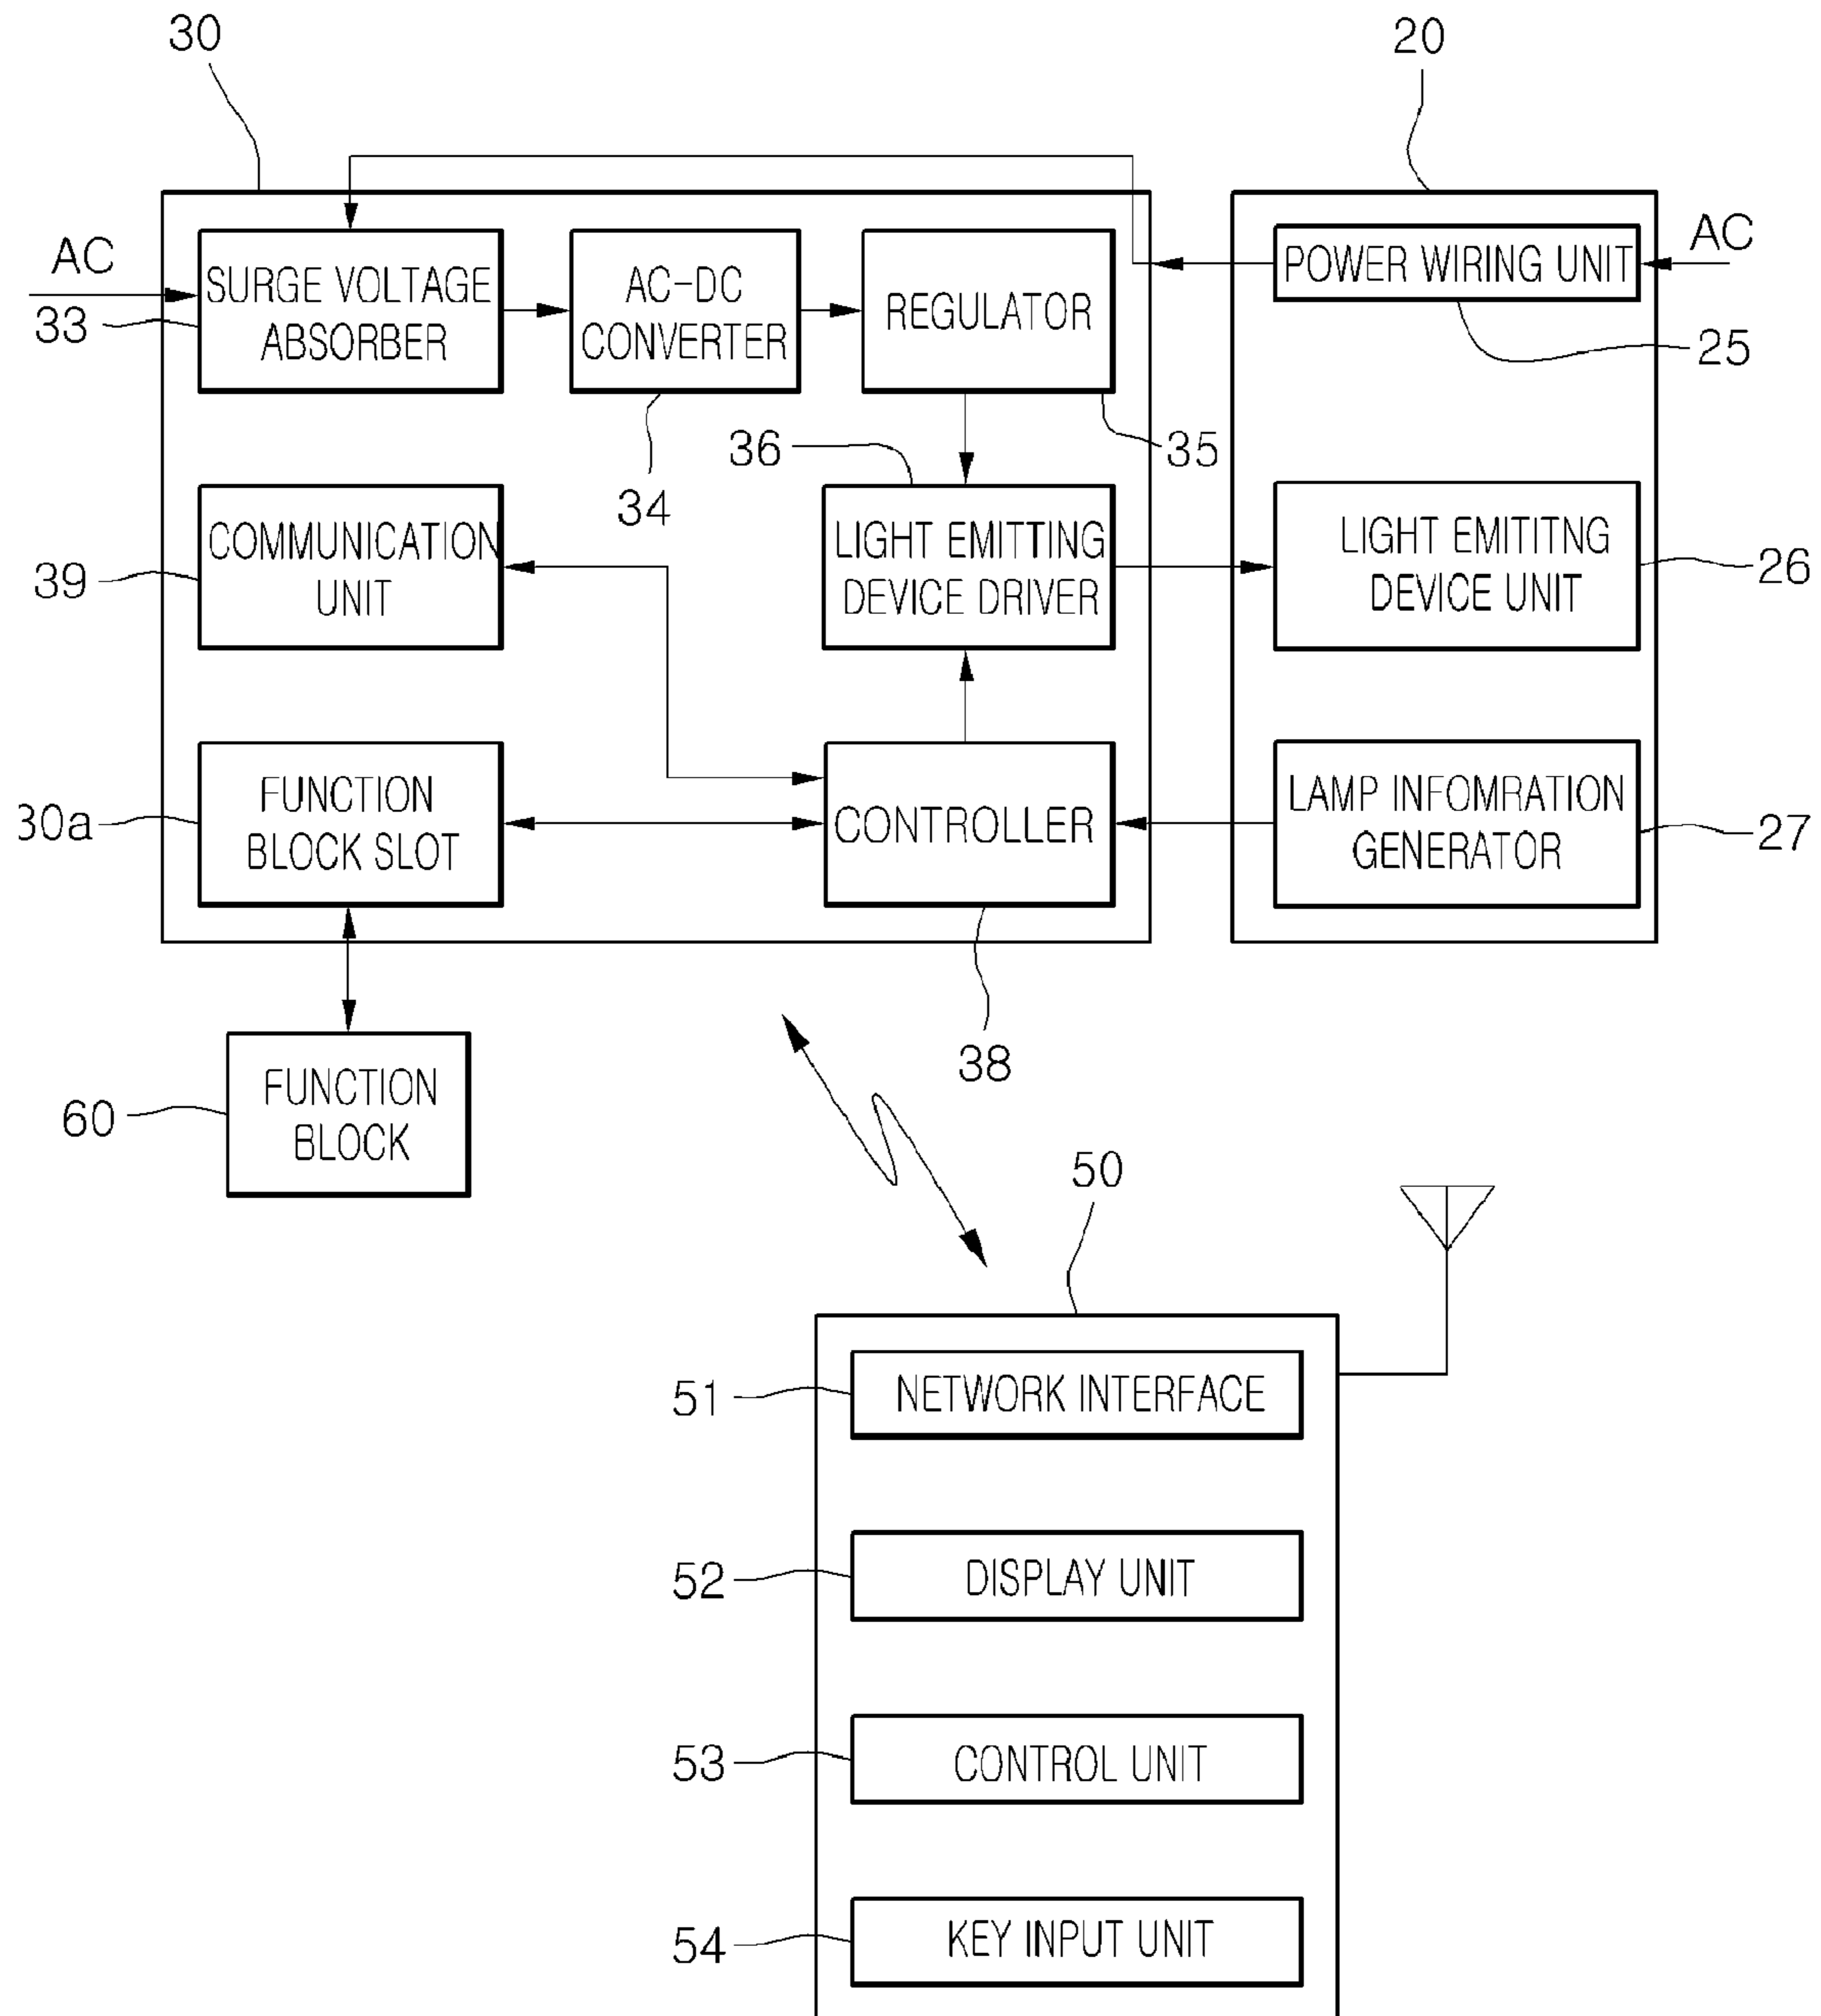 30
20
AC
SURGE VOLTAGE
ABSORBER
33
AC-DC
CONVERTER
34
REGULATOR
35
POWER WIRING UNIT
AC
25
36
COMMUNICATION
UNIT
39
LIGHT EMITTING
DEVICE DRIVER
LIGHT EMITITNG
DEVICE UNIT
26
FUNCTION
BLOCK SLOT
30a
CONTROLLER
38
LAMP INFOMRATION
GENERATOR
27
FUNCTION
BLOCK
60
50
51
NETWORK INTERFACE
52
DISPLAY UNIT
53
CONTROL UNIT
54
KEY INPUT UNIT